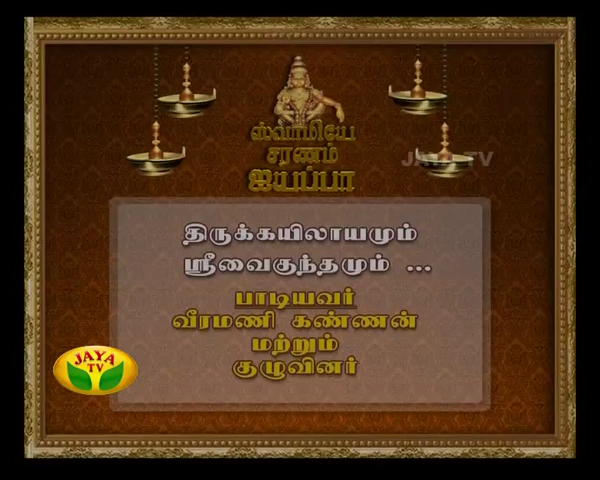 ஸ்வாமியே
சரணம்
ஐயப்பா
JAYA TV
திருக்கயிலாயமும்
ஸ்ரீவைகுந்தமும் ...
பாடியவர்
வீரமணி கண்ணன்
மற்றும்
குழுவினர்
JAYA
TV